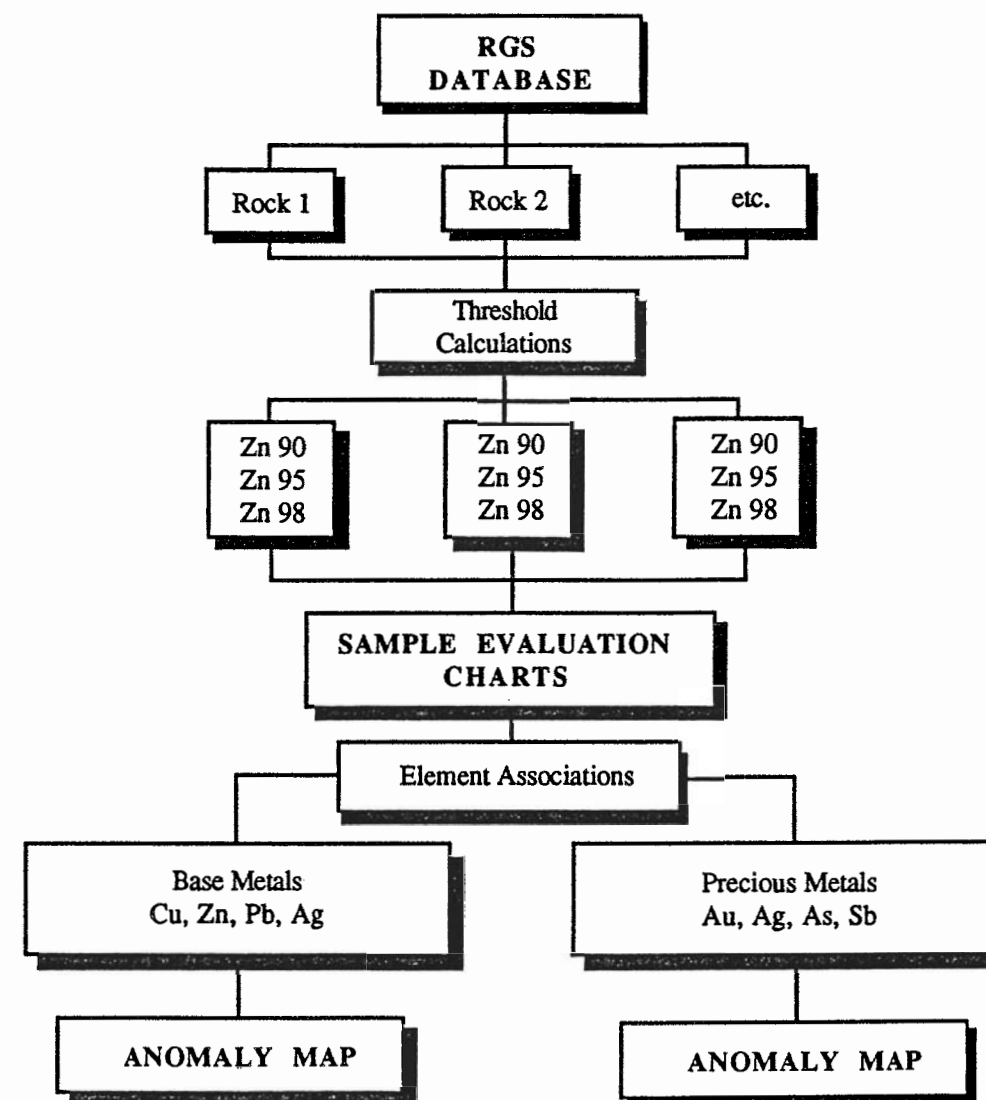 RGS
DATABASE
Rock 1
Rock 2
etc.
Threshold
Calculations
Zn 90
Zn 95
Zn 98
Zn 90
Zn 95
Zn 98
Zn 90
Zn 95
Zn 98
SAMPLE EVALUATION
CHARTS
Element Associations
Base Metals
Cu, Zn, Pb, Ag
Precious Metals
Au, Ag, As, Sb
ANOMALY MAP
ANOMALY MAP